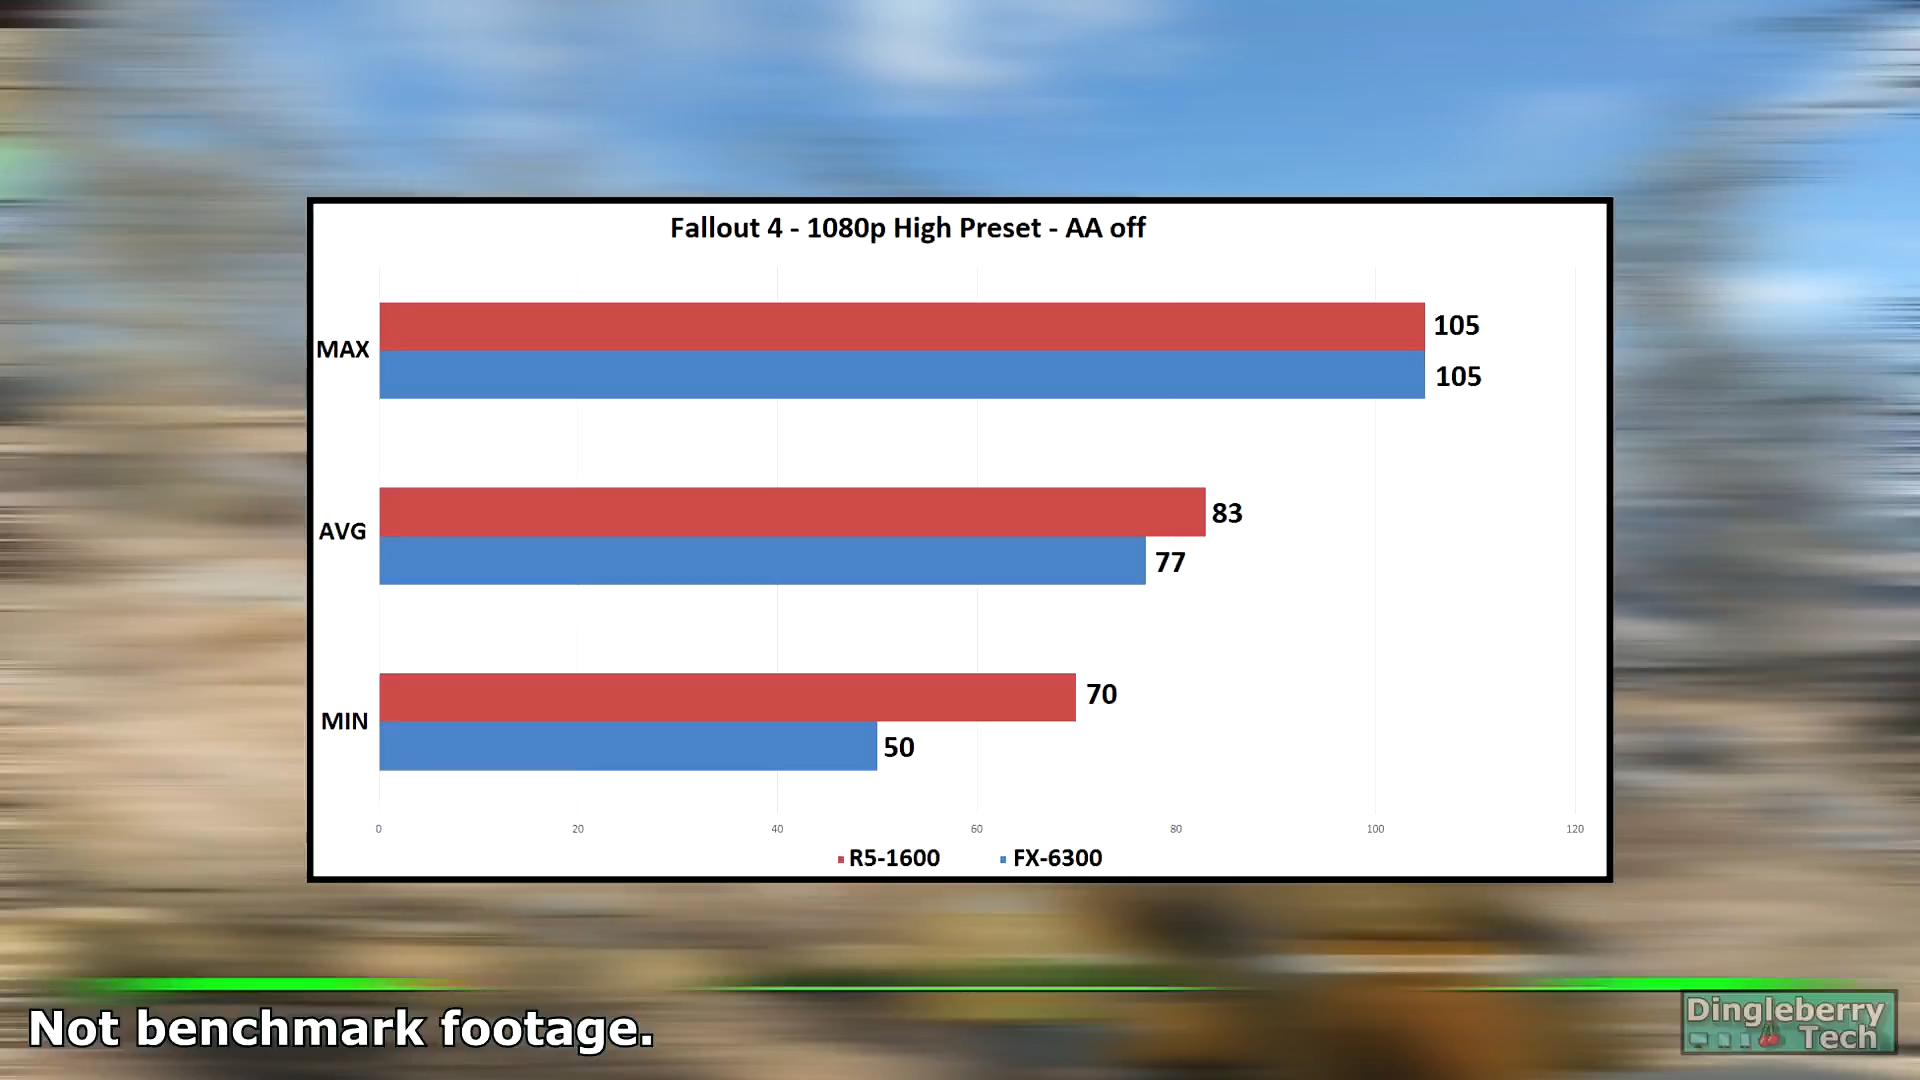 Fallout 4 - 1080p High Preset - AA off
MAX
105
105
AVG
83
77
MIN
70
50
0 20 40 60 80 100 120
R5-1600 FX-6300
Not benchmark footage.
Dingleberry
Tech